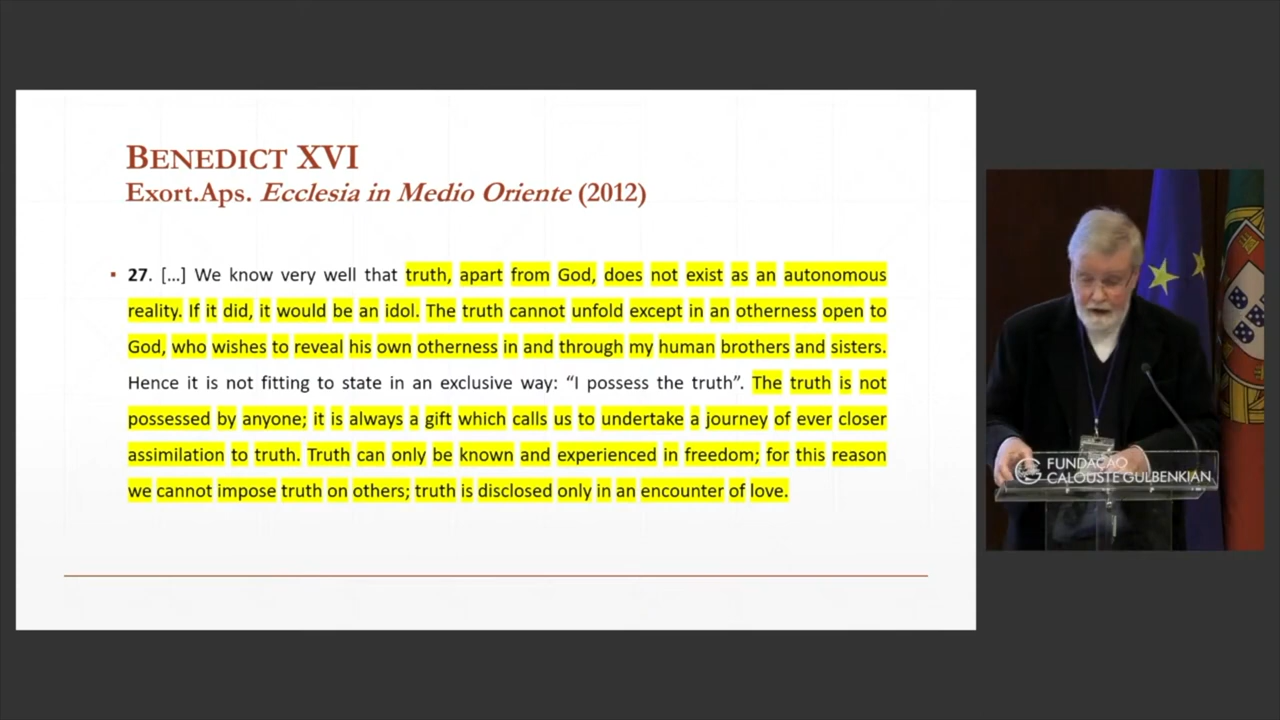 BENEDICT XVI
Exort.Aps. Ecclesia in Medio Oriente (2012)
▪ 27. [...] We know very well that truth, apart from God, does not exist as an autonomous
reality. If it did, it would be an idol. The truth cannot unfold except in an otherness open to
God, who wishes to reveal his own otherness in and through my human brothers and sisters.
Hence it is not fitting to state in an exclusive way: “I possess the truth”. The truth is not
possessed by anyone; it is always a gift which calls us to undertake a journey of ever closer
assimilation to truth. Truth can only be known and experienced in freedom; for this reason
we cannot impose truth on others; truth is disclosed only in an encounter of love.
FUNDAÇÃO
CALOUSTE GULBENKIAN